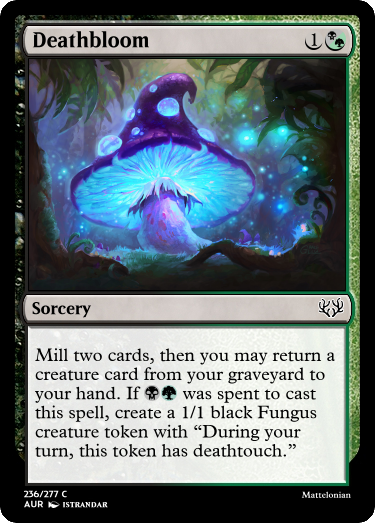 Deathbloom 1
Sorcery
Mill two cards, then you may return a
creature card from your graveyard to
your hand. If was spent to cast
this spell, create a 1/1 black Fungus
creature token with “During your
turn, this token has deathtouch.”
236/277 C
AUR ISTRANDAR
Mattelonian